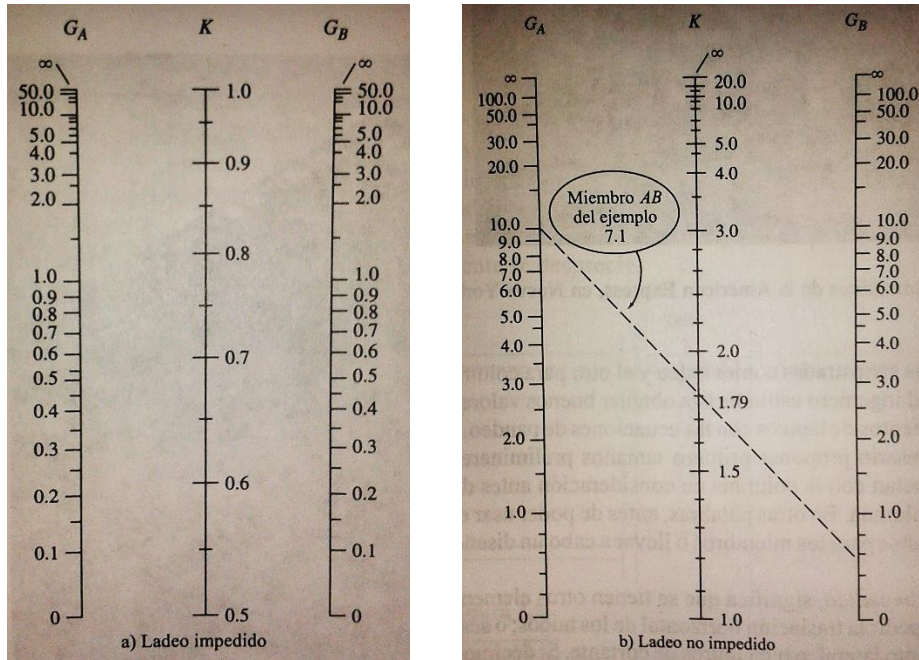 G_A K G_B
∞ ∞
50.0 1.0 50.0
10.0 10.0
5.0 5.0
4.0 0.9 4.0
3.0 3.0
2.0 2.0
0.8
1.0 1.0
0.9 0.9
0.8 0.8
0.7 0.7
0.6 0.7 0.6
0.5 0.5
0.4 0.4
0.3 0.3
0.2 0.6 0.2
0.1 0.1
0 0.5 0
a) Ladeo impedido
G_A K G_B
∞
∞ 20.0 ∞
100.0 10.0 100.0
50.0 50.0
30.0 5.0 30.0
20.0 4.0 20.0
Miembro AB
del ejemplo
7.1
10.0 3.0 10.0
9.0 9.0
8.0 8.0
7.0 7.0
6.0 6.0
5.0 5.0
4.0 2.0 4.0
3.0 3.0
1.79
2.0 2.0
1.5
1.0 1.0
0 1.0 0
b) Ladeo no impedido